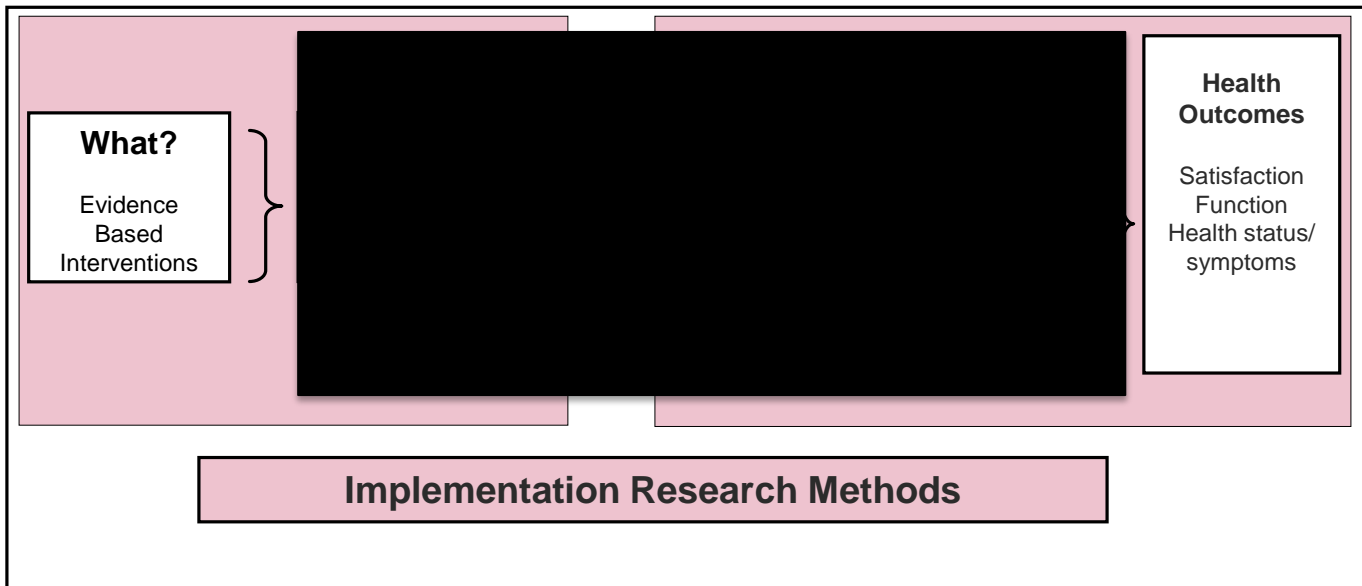 What?
Evidence
Based
Interventions
Health
Outcomes
Satisfaction
Function
Health status/
symptoms
Implementation Research Methods